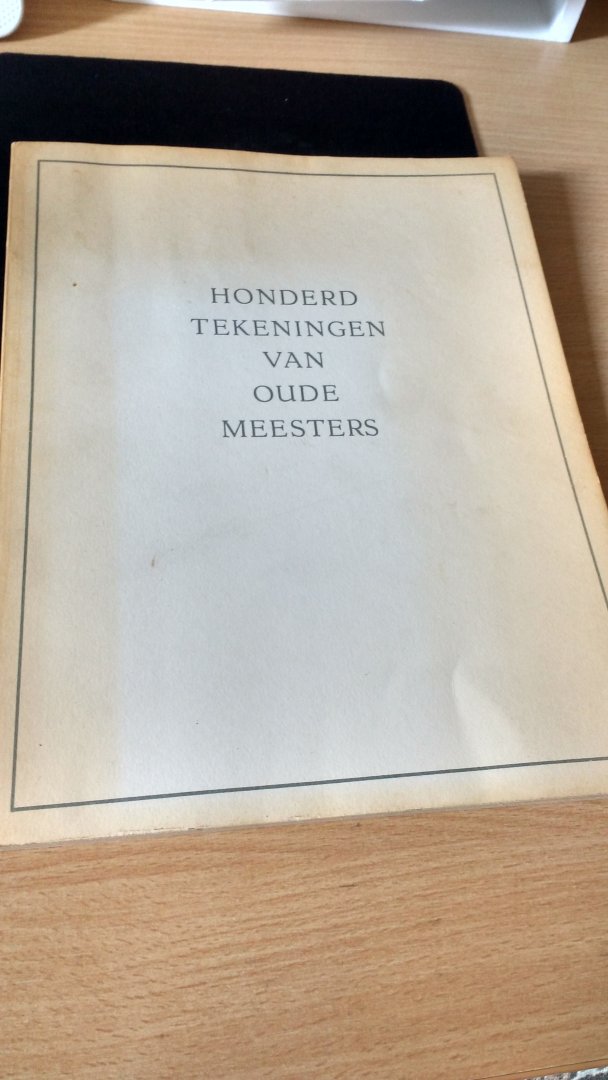 HONDERD
TEKENINGEN
VAN
OUDE
MEESTERS